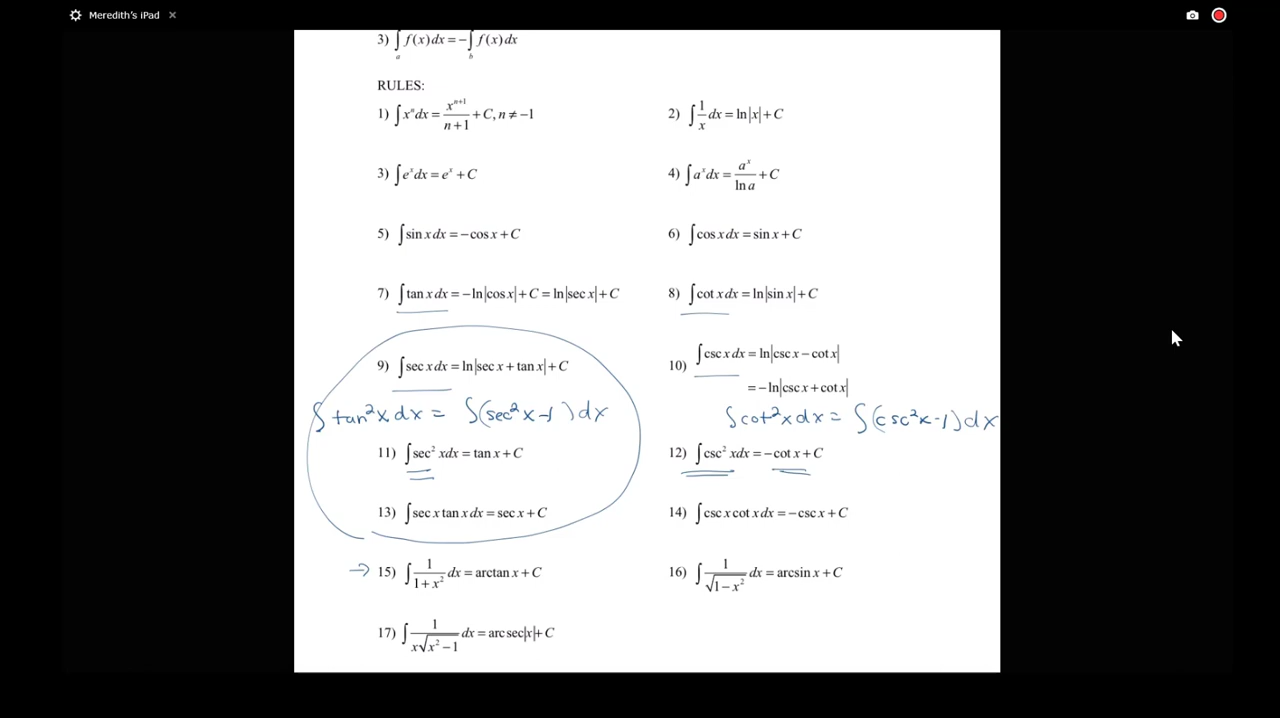 Meredith's iPad ×
3) ∫ₐ f(x)dx = −∫_b f(x)dx
RULES:
1) ∫xⁿdx = xⁿ⁺¹/(n+1) + C, n ≠ −1
2) ∫1/x dx = ln|x| + C
3) ∫eˣdx = eˣ + C
4) ∫aˣdx = aˣ/ln a + C
5) ∫sin x dx = −cos x + C
6) ∫cos x dx = sin x + C
7) ∫tan x dx = −ln|cos x| + C = ln|sec x| + C
8) ∫cot x dx = ln|sin x| + C
9) ∫sec x dx = ln|sec x + tan x| + C
10) ∫csc x dx = ln|csc x − cot x|
= −ln|csc x + cot x|
∫tan²x dx = ∫(sec²x−1)dx
∫cot²x dx = ∫(csc²x−1)dx
11) ∫sec² xdx = tan x + C
12) ∫csc² xdx = −cot x + C
13) ∫sec x tan x dx = sec x + C
14) ∫csc x cot x dx = −csc x + C
→ 15) ∫1/(1+x²) dx = arctan x + C
16) ∫1/√(1−x²) dx = arcsin x + C
17) ∫1/(x√(x²−1)) dx = arc sec|x| + C